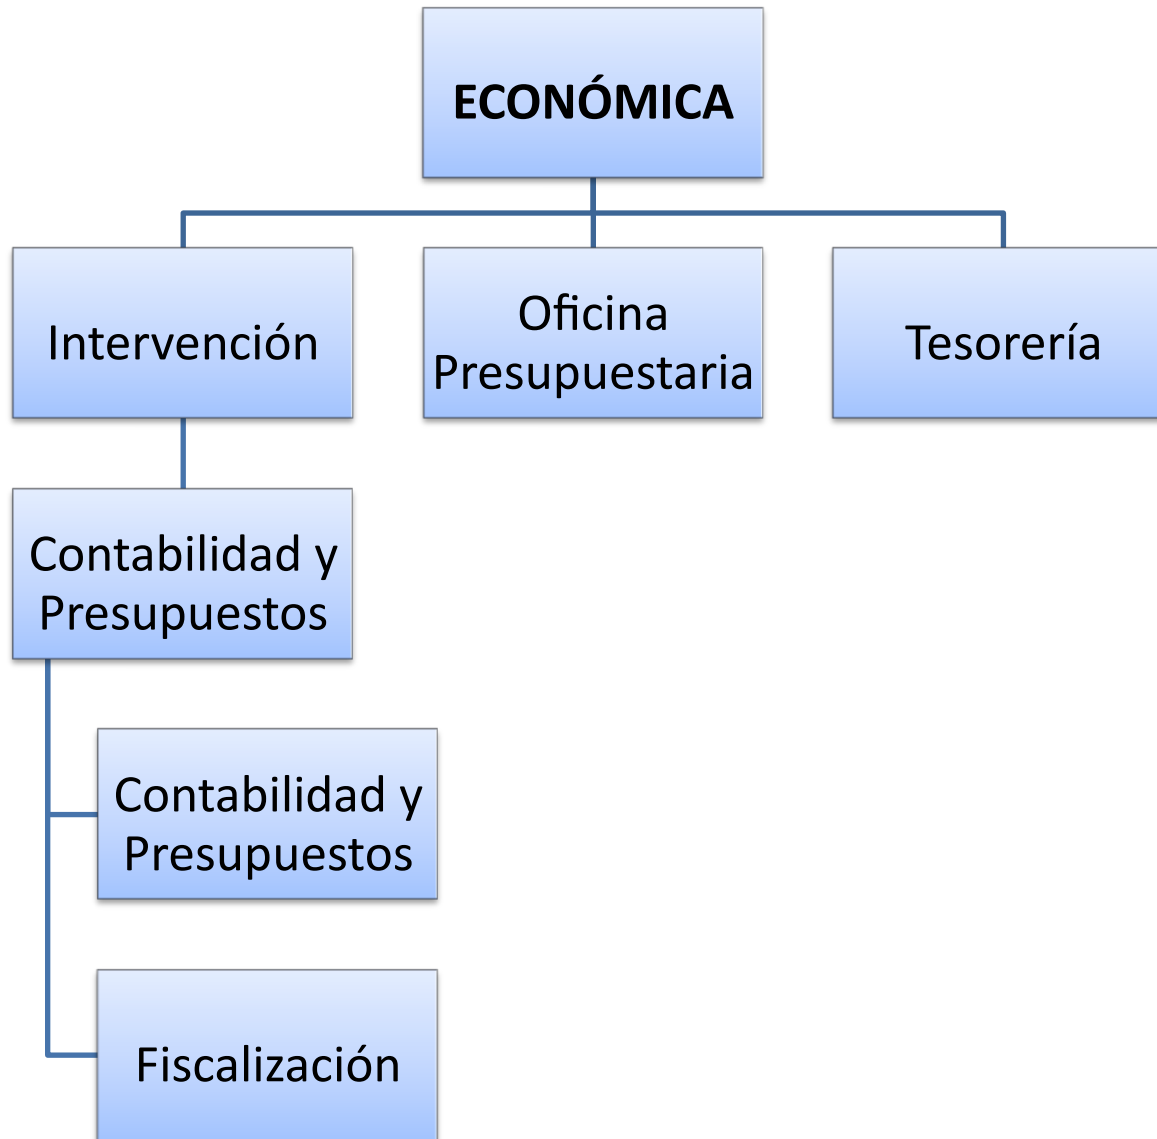 ECONÓMICA
Intervención
Oficina
Presupuestaria
Tesorería
Contabilidad y
Presupuestos
Contabilidad y
Presupuestos
Fiscalización